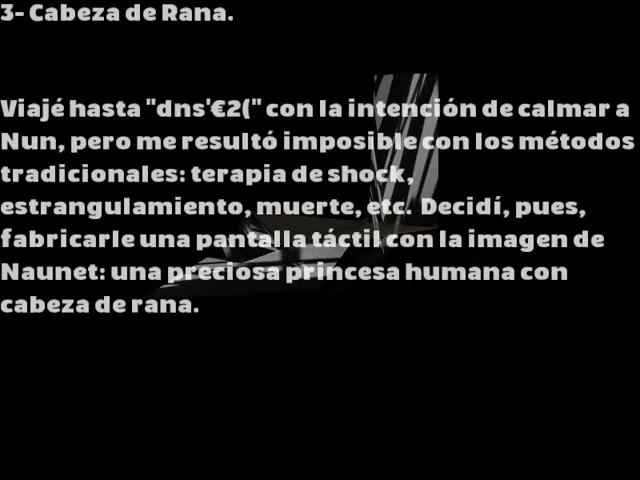 3- Cabeza de Rana.
Viajé hasta "dns'€2(" con la intención de calmar a
Nun, pero me resultó imposible con los métodos
tradicionales: terapia de shock,
estrangulamiento, muerte, etc. Decidí, pues,
fabricarle una pantalla táctil con la imagen de
Naunet: una preciosa princesa humana con
cabeza de rana.